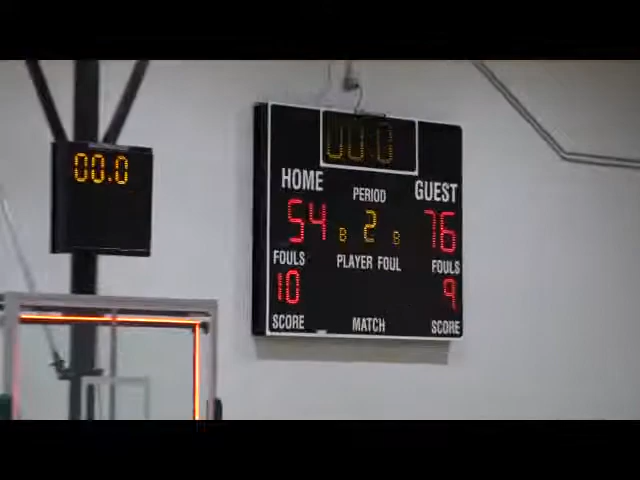 00.0
00.0
HOME PERIOD GUEST
54 B 2 B 76
FOULS PLAYER FOUL FOULS
10 9
SCORE MATCH SCORE